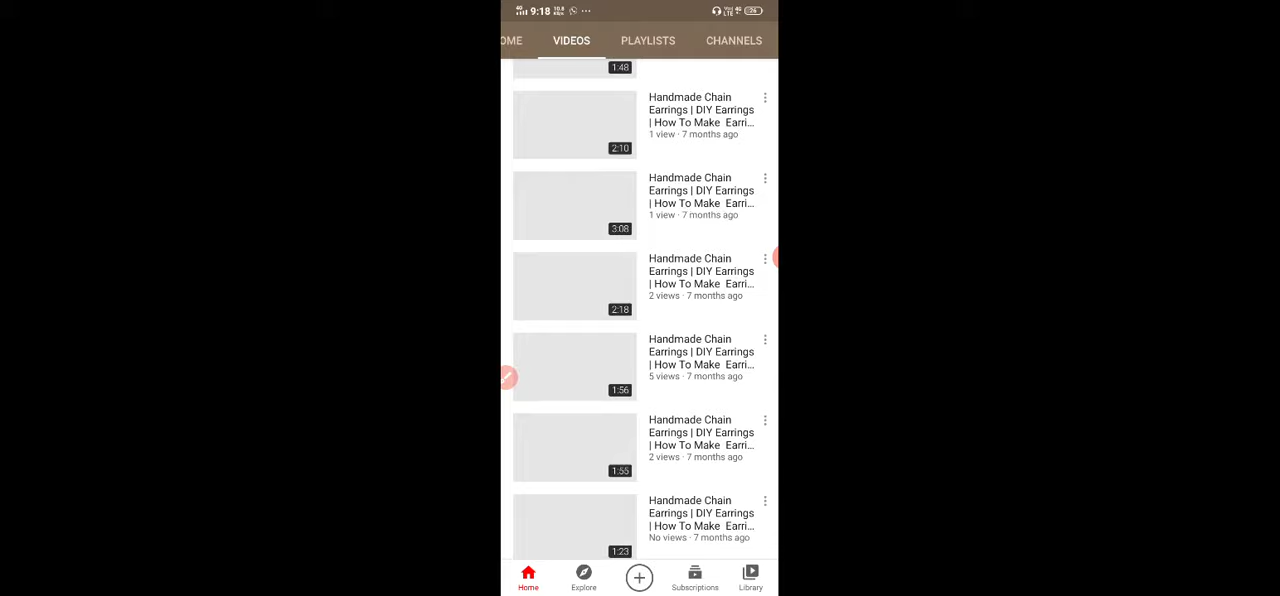 9:18
OME VIDEOS PLAYLISTS CHANNELS
1:48
Handmade Chain
Earrings | DIY Earrings
| How To Make Earri...
1 view · 7 months ago
2:10
Handmade Chain
Earrings | DIY Earrings
| How To Make Earri...
1 view · 7 months ago
3:08
Handmade Chain
Earrings | DIY Earrings
| How To Make Earri...
2 views · 7 months ago
2:18
Handmade Chain
Earrings | DIY Earrings
| How To Make Earri...
5 views · 7 months ago
1:56
Handmade Chain
Earrings | DIY Earrings
| How To Make Earri...
2 views · 7 months ago
1:55
Handmade Chain
Earrings | DIY Earrings
| How To Make Earri...
No views · 7 months ago
1:23
Home Explore Subscriptions Library